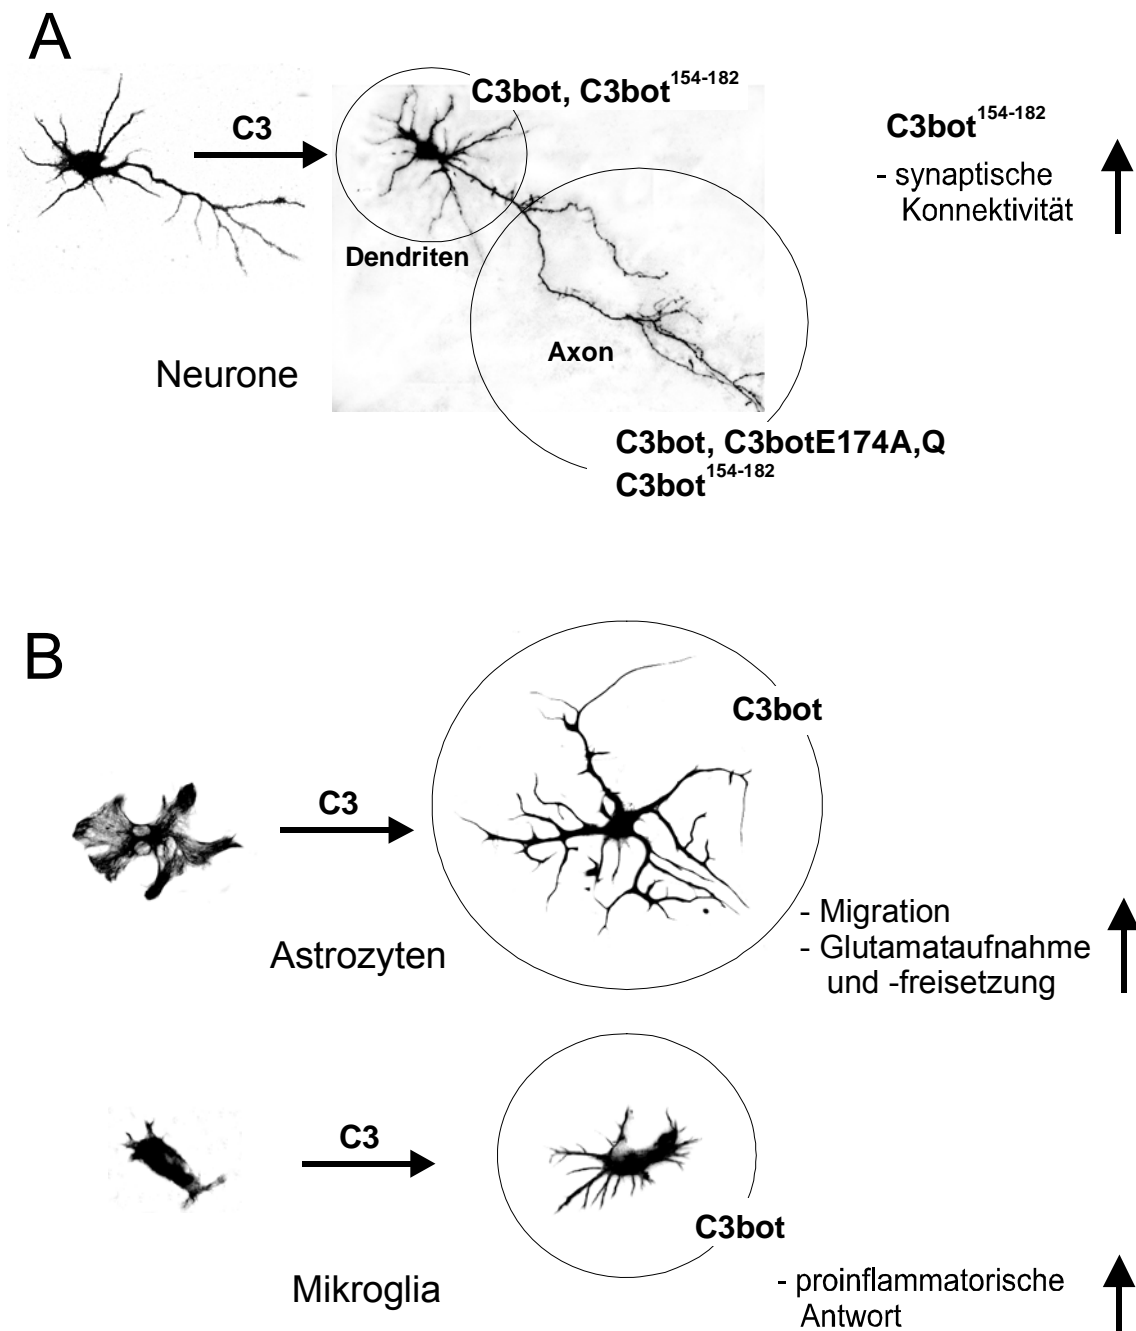 A
C3
C3bot, C3bot154-182
Dendriten
Axon
Neurone
C3bot, C3botE174A,Q
C3bot154-182
C3bot154-182
- synaptische
Konnektivität
B
C3
C3bot
Astrozyten
- Migration
- Glutamataufnahme
und -freisetzung
C3
C3bot
Mikroglia
- proinflammatorische
Antwort